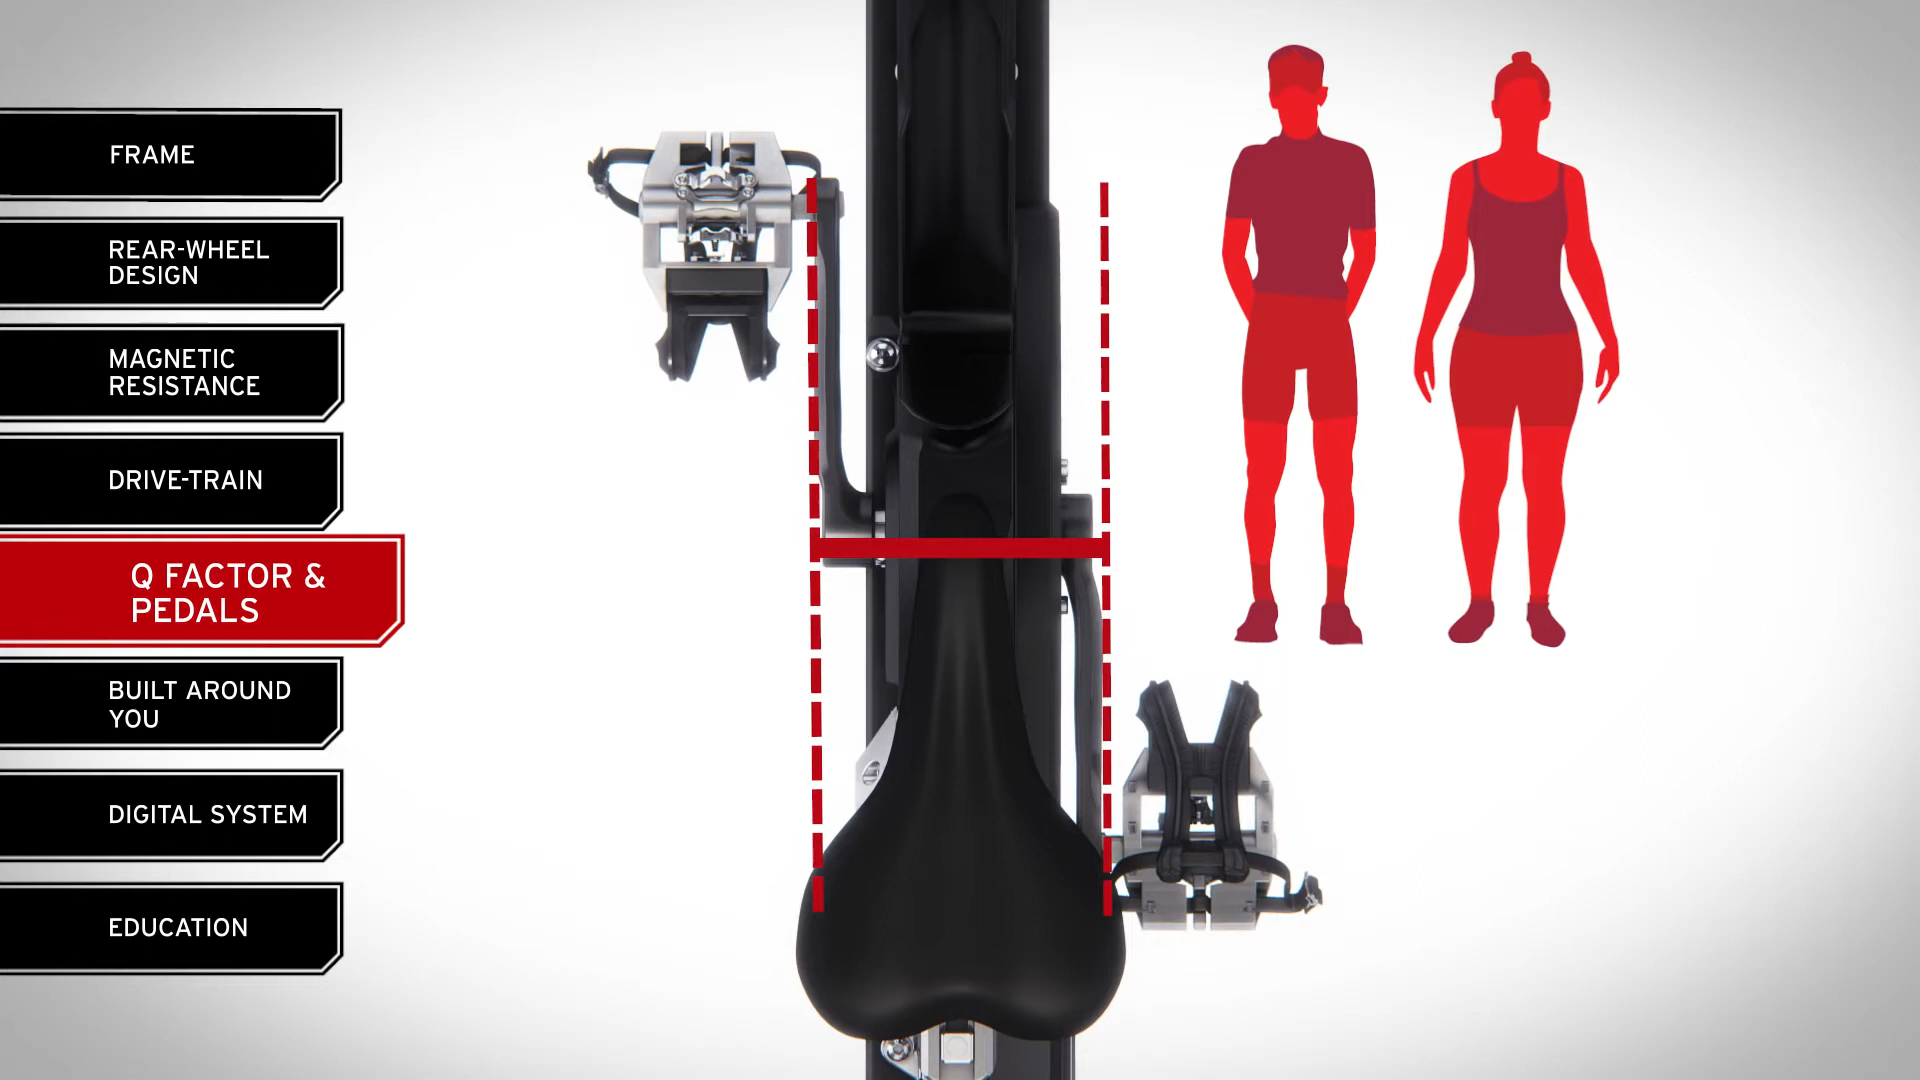 FRAME
REAR-WHEEL
DESIGN
MAGNETIC
RESISTANCE
DRIVE-TRAIN
Q FACTOR &
PEDALS
BUILT AROUND
YOU
DIGITAL SYSTEM
EDUCATION